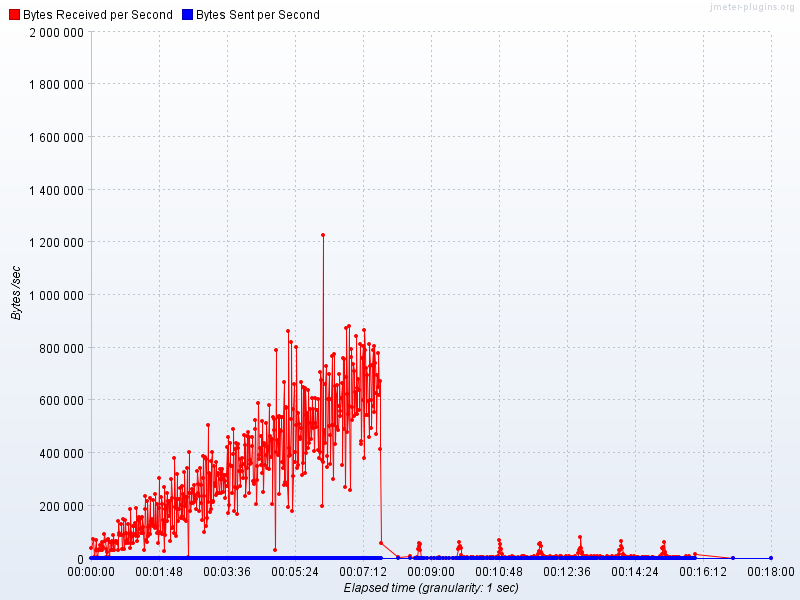 jmeter-plugins.org
Bytes Received per Second Bytes Sent per Second
2 000 000
1 800 000
1 600 000
1 400 000
1 200 000
1 000 000
800 000
600 000
400 000
200 000
0
Bytes /sec
00:00:00 00:01:48 00:03:36 00:05:24 00:07:12 00:09:00 00:10:48 00:12:36 00:14:24 00:16:12 00:18:00
Elapsed time (granularity: 1 sec)